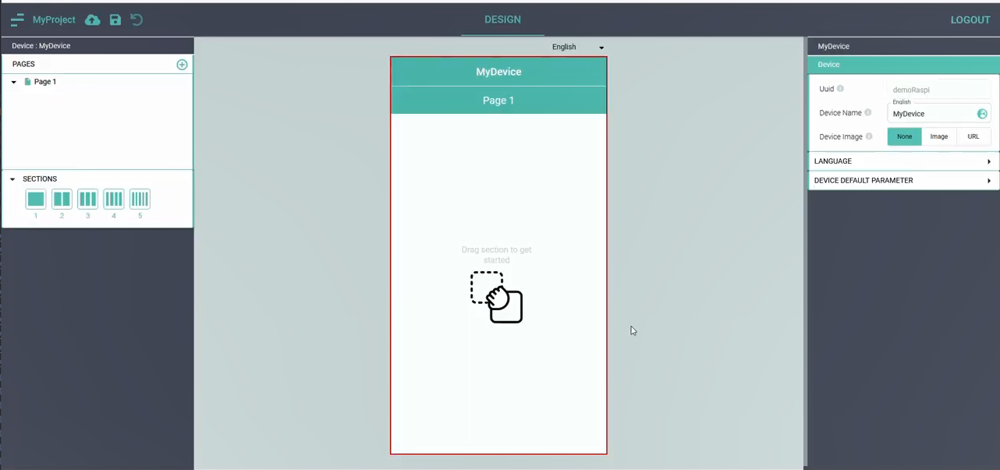 MyProject
DESIGN
LOGOUT
Device : MyDevice
PAGES
Page 1
SECTIONS
1 2 3 4 5
English
MyDevice
Page 1
Drag section to get
started
MyDevice
Device
Uuid demoRaspi
English
Device Name MyDevice
Device Image None Image URL
LANGUAGE
DEVICE DEFAULT PARAMETER